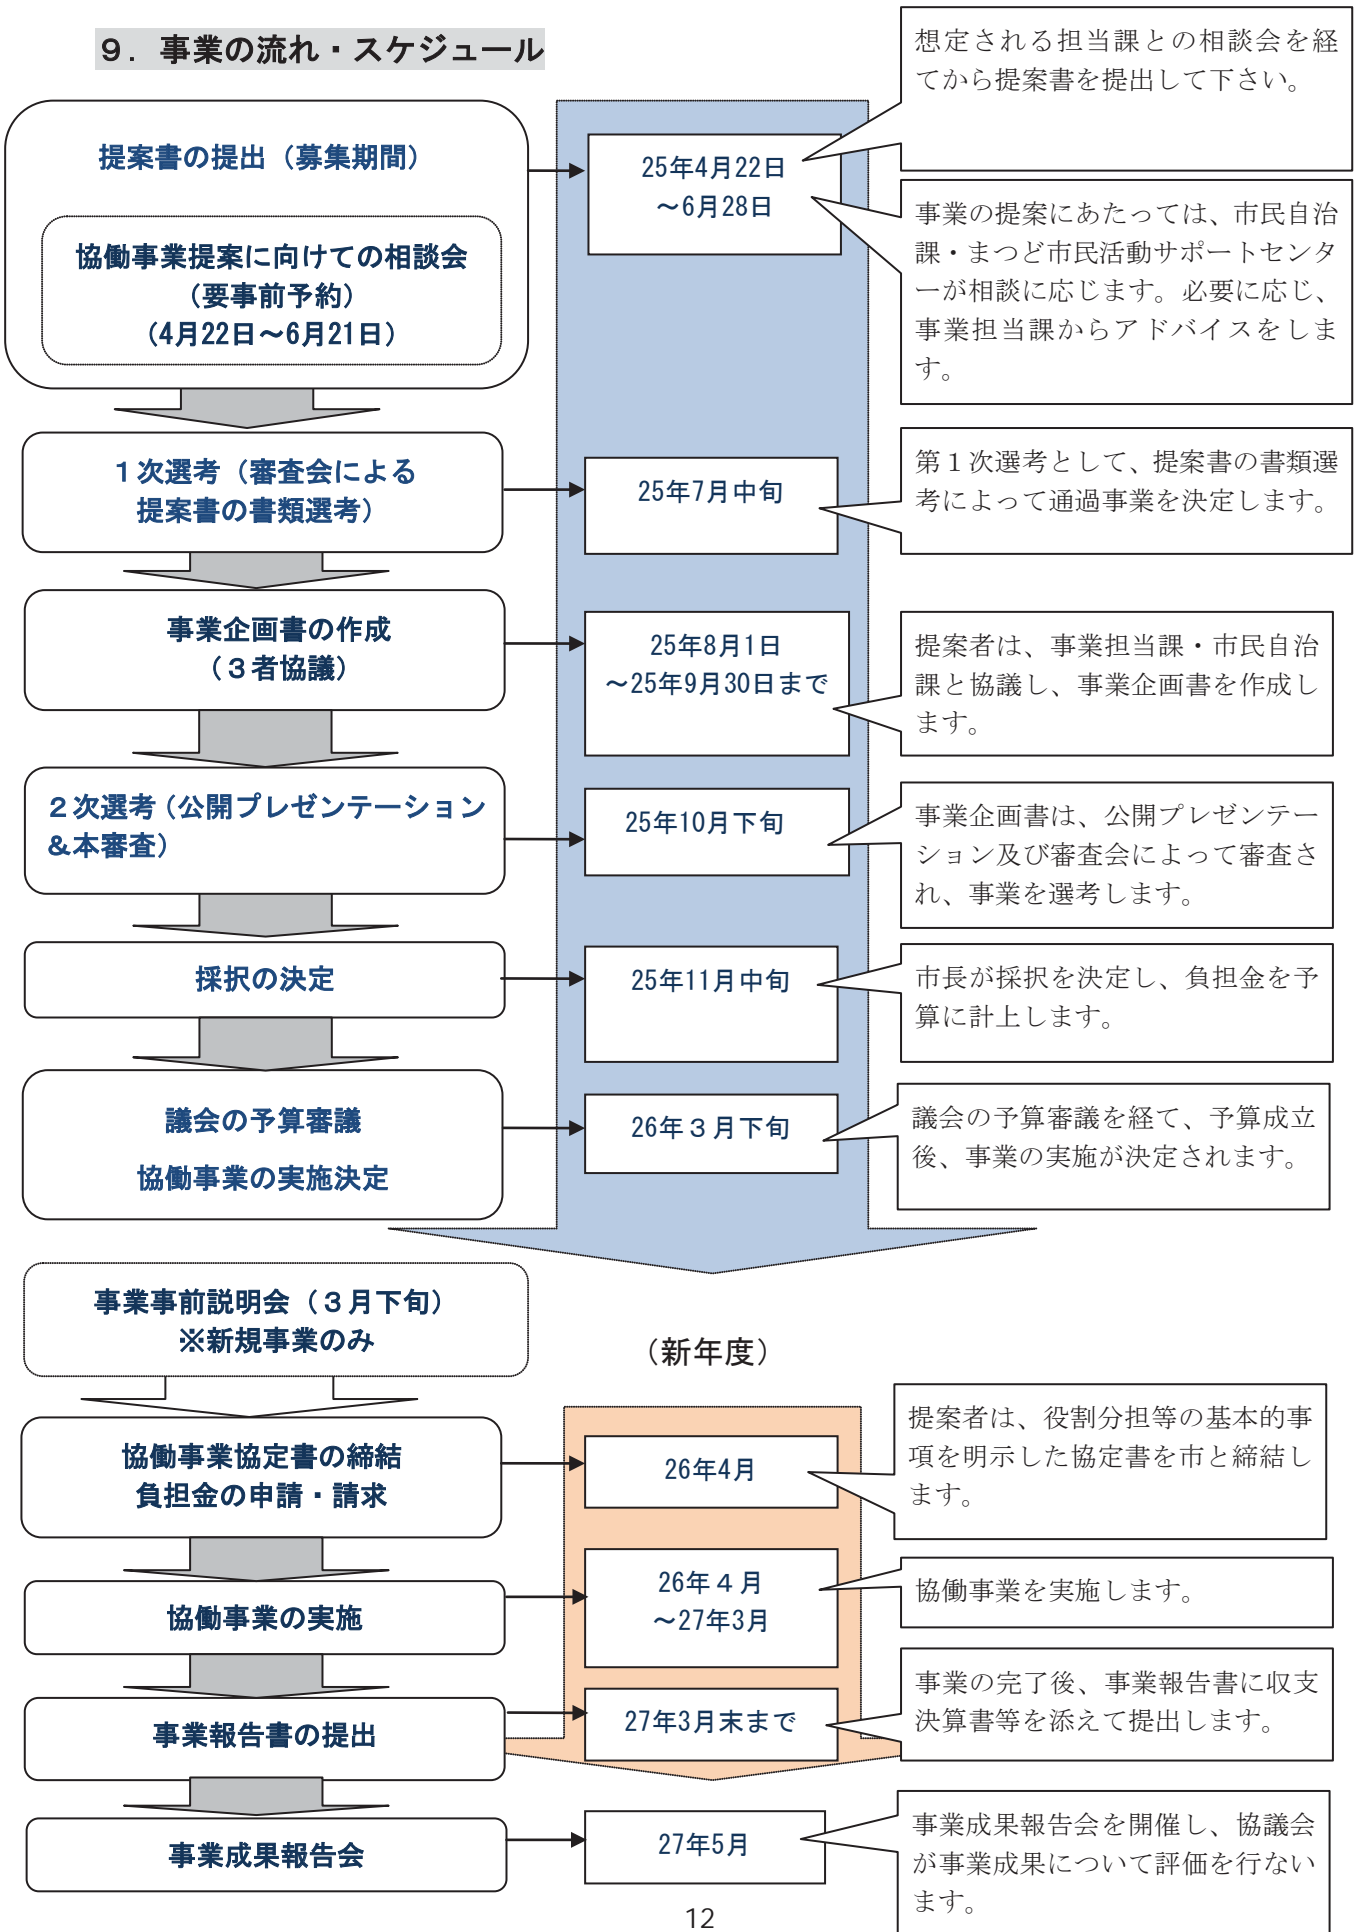 ９．事業の流れ・スケジュール
提案書の提出（募集期間）
協働事業提案に向けての相談会
（要事前予約）
（4月22日～6月21日）
25年4月22日
～6月28日
想定される担当課との相談会を経
てから提案書を提出して下さい。
事業の提案にあたっては、市民自治
課・まつど市民活動サポートセンタ
ーが相談に応じます。必要に応じ、
事業担当課からアドバイスをしま
す。
１次選考（審査会による
提案書の書類選考）
25年7月中旬
第１次選考として、提案書の書類選
考によって通過事業を決定します。
事業企画書の作成
（３者協議）
25年8月1日
～25年9月30日まで
提案者は、事業担当課・市民自治
課と協議し、事業企画書を作成し
ます。
２次選考（公開プレゼンテーション
＆本審査）
25年10月下旬
事業企画書は、公開プレゼンテー
ション及び審査会によって審査さ
れ、事業を選考します。
採択の決定
25年11月中旬
市長が採択を決定し、負担金を予
算に計上します。
議会の予算審議
協働事業の実施決定
26年３月下旬
議会の予算審議を経て、予算成立
後、事業の実施が決定されます。
事業事前説明会（３月下旬）
※新規事業のみ
（新年度）
協働事業協定書の締結
負担金の申請・請求
26年4月
提案者は、役割分担等の基本的事
項を明示した協定書を市と締結し
ます。
協働事業の実施
26年４月
～27年3月
協働事業を実施します。
事業報告書の提出
27年3月末まで
事業の完了後、事業報告書に収支
決算書等を添えて提出します。
事業成果報告会
27年5月
事業成果報告会を開催し、協議会
が事業成果について評価を行ない
ます。
12